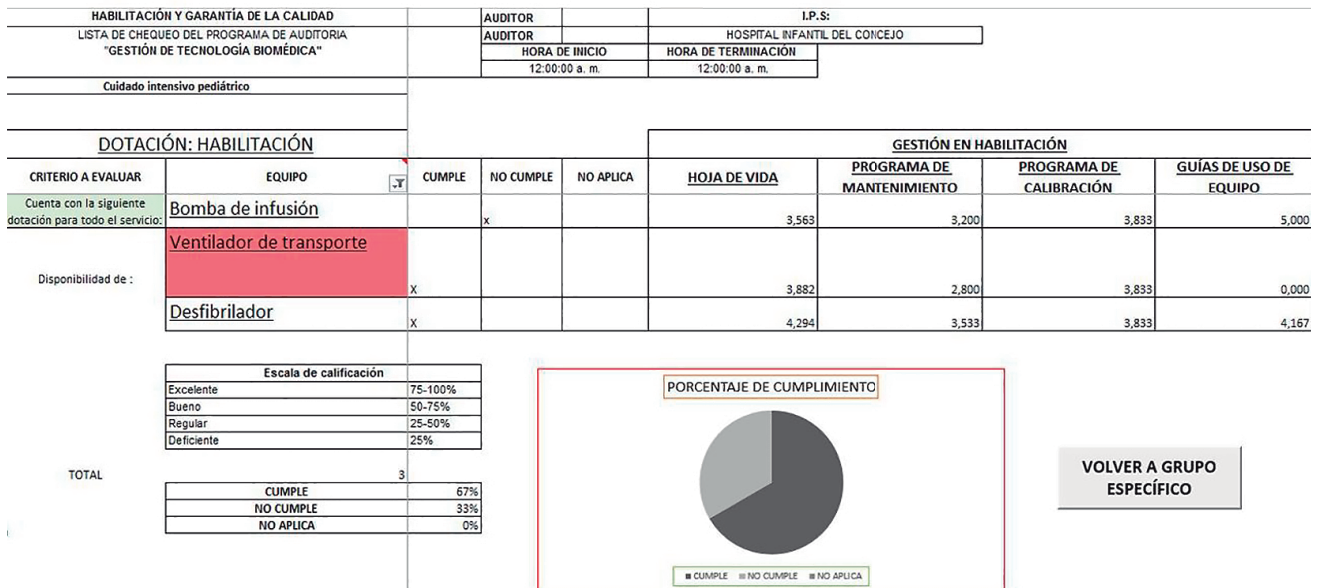 HABILITACIÓN Y GARANTÍA DE LA CALIDAD
AUDITOR
I.P.S:
LISTA DE CHEQUEO DEL PROGRAMA DE AUDITORIA
AUDITOR
HOSPITAL INFANTIL DEL CONCEJO
"GESTIÓN DE TECNOLOGÍA BIOMÉDICA"
HORA DE INICIO
HORA DE TERMINACIÓN
12:00:00 a. m.
12:00:00 a. m.
Cuidado intensivo pediátrico
DOTACIÓN: HABILITACIÓN
GESTIÓN EN HABILITACIÓN
CRITERIO A EVALUAR
EQUIPO
CUMPLE
NO CUMPLE
NO APLICA
HOJA DE VIDA
PROGRAMA DE
MANTENIMIENTO
PROGRAMA DE
CALIBRACIÓN
GUÍAS DE USO DE
EQUIPO
Cuenta con la siguiente
dotación para todo el servicio:
Bomba de infusión
x
3,563
3,200
3,833
5,000
Disponibilidad de :
Ventilador de transporte
X
3,882
2,800
3,833
0,000
Desfibrilador
X
4,294
3,533
3,833
4,167
Escala de calificación
Excelente 75-100%
Bueno 50-75%
Regular 25-50%
Deficiente 25%
TOTAL 3
CUMPLE 67%
NO CUMPLE 33%
NO APLICA 0%
PORCENTAJE DE CUMPLIMIENTO
CUMPLE NO CUMPLE NO APLICA
VOLVER A GRUPO
ESPECÍFICO